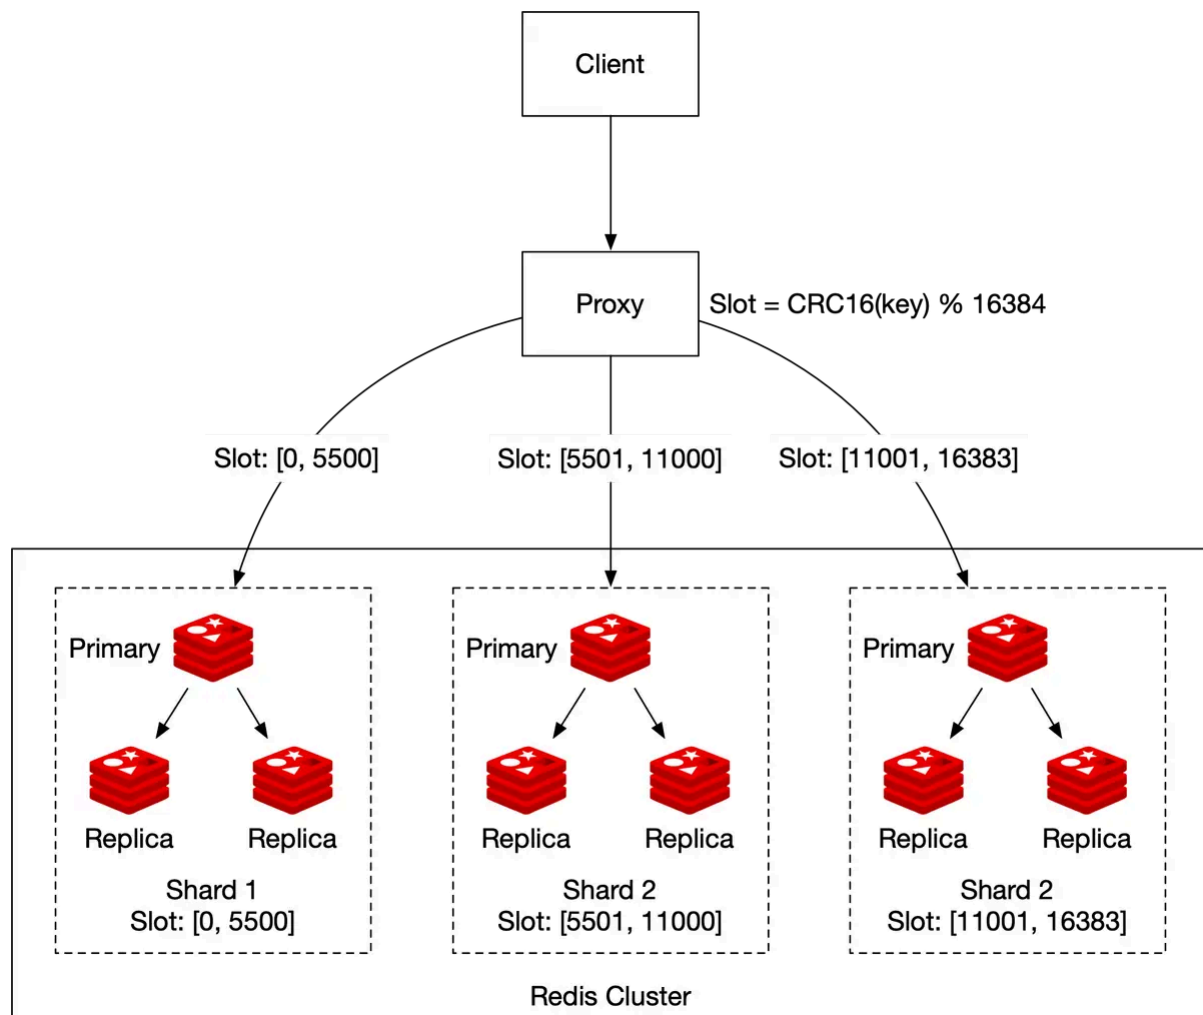 Client
Proxy
Slot = CRC16(key) % 16384
Slot: [0, 5500]
Slot: [5501, 11000]
Slot: [11001, 16383]
Primary
Primary
Primary
Replica
Replica
Replica
Replica
Replica
Replica
Shard 1
Slot: [0, 5500]
Shard 2
Slot: [5501, 11000]
Shard 2
Slot: [11001, 16383]
Redis Cluster